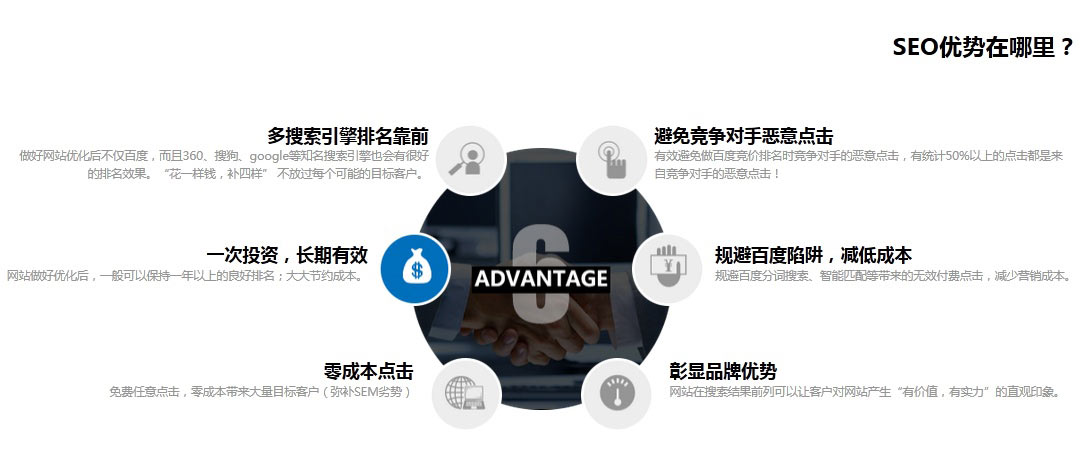 SEO优势在哪里？
多搜索引擎排名靠前
做好网站优化后不仅百度，而且360、搜狗、google等知名搜索引擎也会有很好
的排名效果。“花一样钱，补四样” 不放过每个可能的目标客户。
避免竞争对手恶意点击
有效避免做百度竞价排名时竞争对手的恶意点击，有统计50%以上的点击都是来
自竞争对手的恶意点击！
一次投资，长期有效
网站做好优化后，一般可以保持一年以上的良好排名；大大节约成本。
6
ADVANTAGE
规避百度陷阱，减低成本
规避百度分词搜索、智能匹配等带来的无效付费点击，减少营销成本。
零成本点击
免费任意点击，零成本带来大量目标客户（弥补SEM劣势）
彰显品牌优势
网站在搜索结果前列可以让客户对网站产生“有价值，有实力”的直观印象。